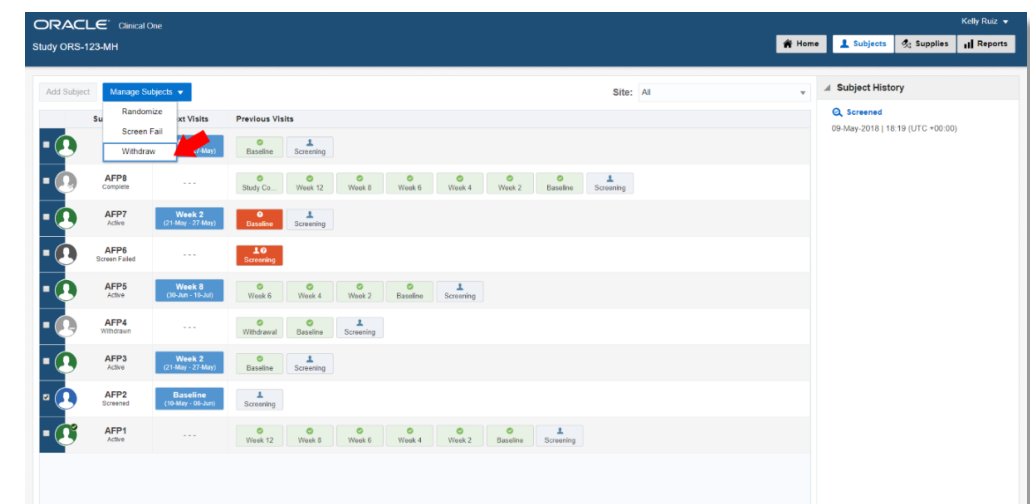 ORACLE Clinical One
Kelly Ruiz
Study ORS-123-MH
Home Subjects Supplies Reports
Add Subject Manage Subjects Site: All
Subject History
Randomize
Screen Fail
Withdraw
Su xt Visits Previous Visits
Screened
09-May-2018 | 18:19 (UTC +00:00)
-May)
Baseline Screening
AFP8
Complete
- - -
Study Co... Week 12 Week 8 Week 6 Week 4 Week 2 Baseline Screening
AFP7
Active
Week 2
(21-May - 27-May)
Baseline Screening
AFP6
Screen Failed
- - -
Screening
AFP5
Active
Week 8
(30-Jun - 10-Jul)
Week 6 Week 4 Week 2 Baseline Screening
AFP4
Withdrawn
- - -
Withdrawal Baseline Screening
AFP3
Active
Week 2
(21-May - 27-May)
Baseline Screening
AFP2
Screened
Baseline
(19-May - 08-Jun)
Screening
AFP1
Active
- - -
Week 12 Week 8 Week 6 Week 4 Week 2 Baseline Screening